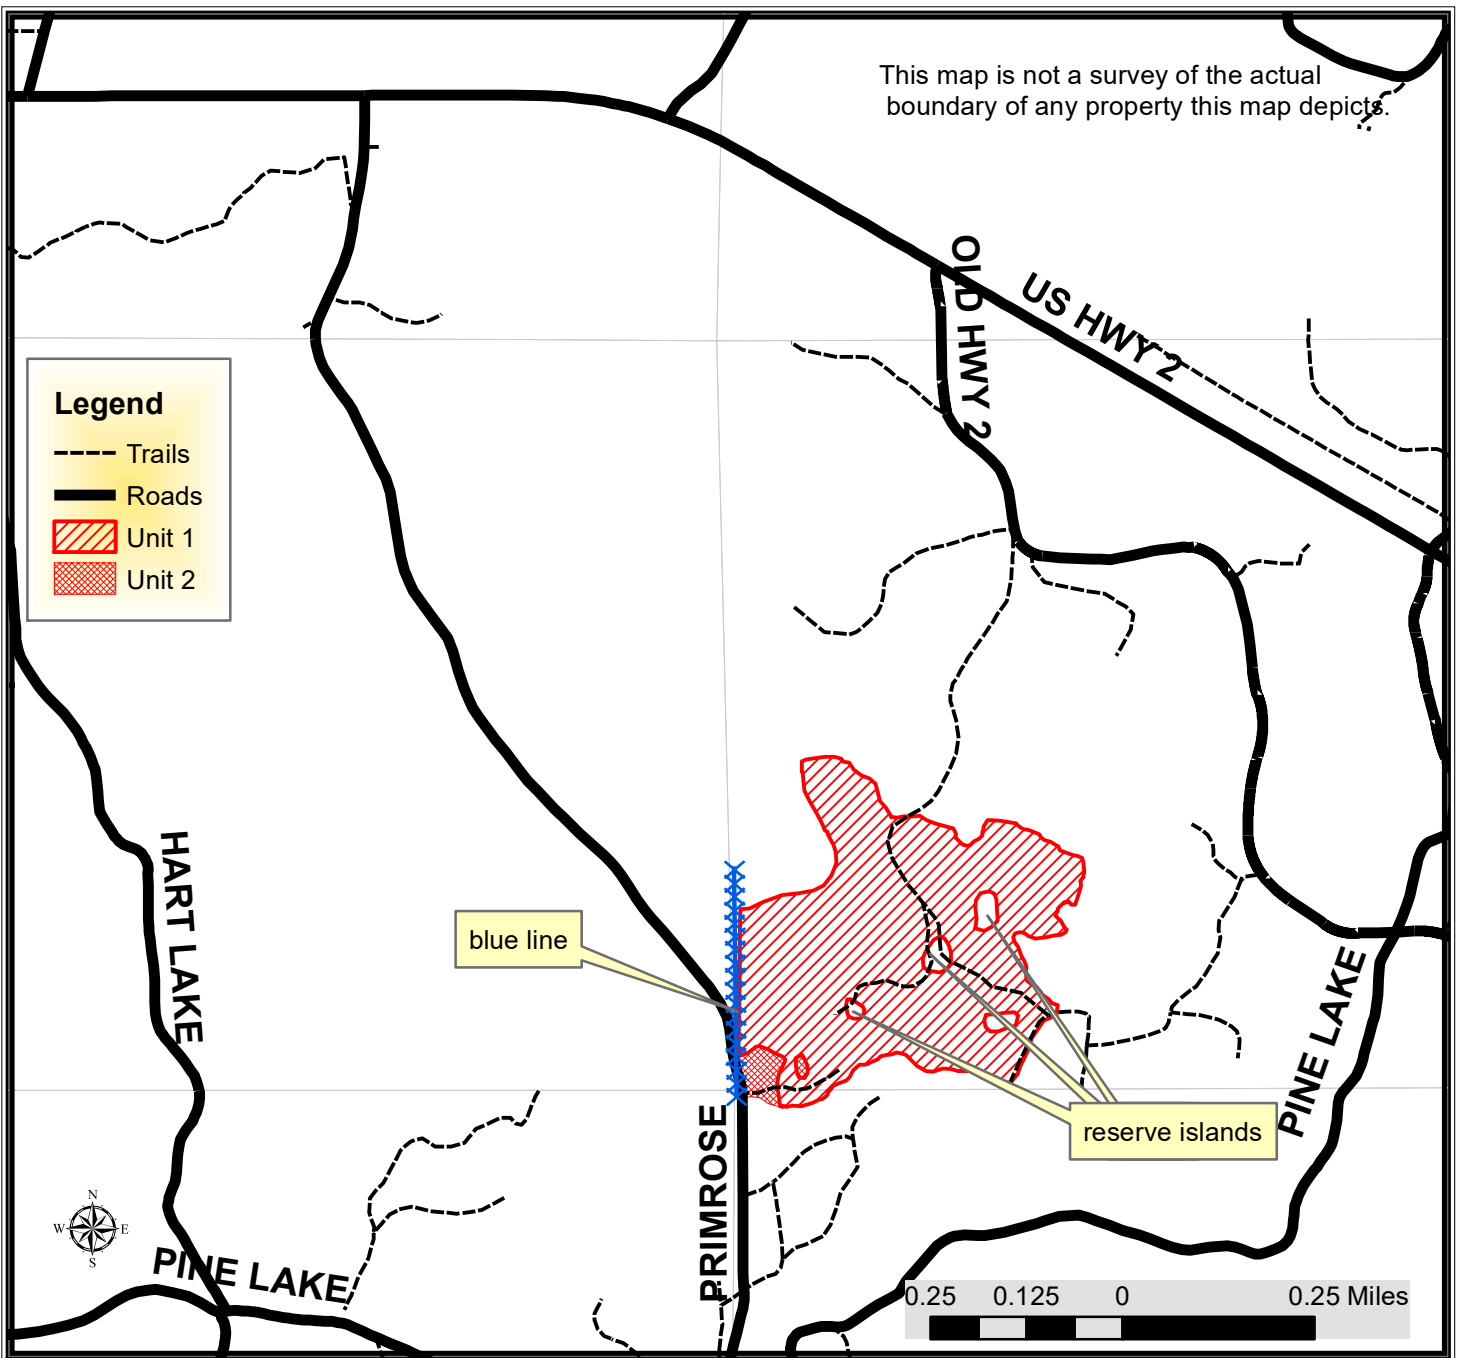 This map is not a survey of the actual
boundary of any property this map depicts.
OLD HWY 2
US HWY 2
Legend
Trails
Roads
Unit 1
Unit 2
HART LAKE
blue line
PINE LAKE
reserve islands
PRIMROSE
N
W E
S
PINE LAKE
0.25 0.125 0 0.25 Miles